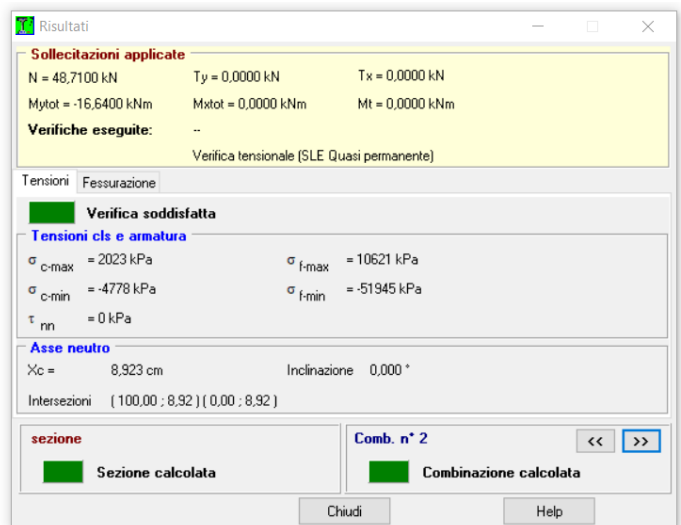 Risultati
Sollecitazioni applicate
N = 48,7100 kN Ty = 0,0000 kN Tx = 0,0000 kN
Mytot = -16,6400 kNm Mxtot = 0,0000 kNm Mt = 0,0000 kNm
Verifiche eseguite: --
Verifica tensionale (SLE Quasi permanente)
Tensioni Fessurazione
Verifica soddisfatta
Tensioni cls e armatura
σ c-max = 2023 kPa σ f-max = 10621 kPa
σ c-min = -4778 kPa σ f-min = -51945 kPa
τ nn = 0 kPa
Asse neutro
Xc = 8,923 cm Inclinazione 0,000 °
Intersezioni ( 100,00 ; 8,92 ) ( 0,00 ; 8,92 )
sezione Comb. n° 2 << >>
Sezione calcolata Combinazione calcolata
Chiudi Help